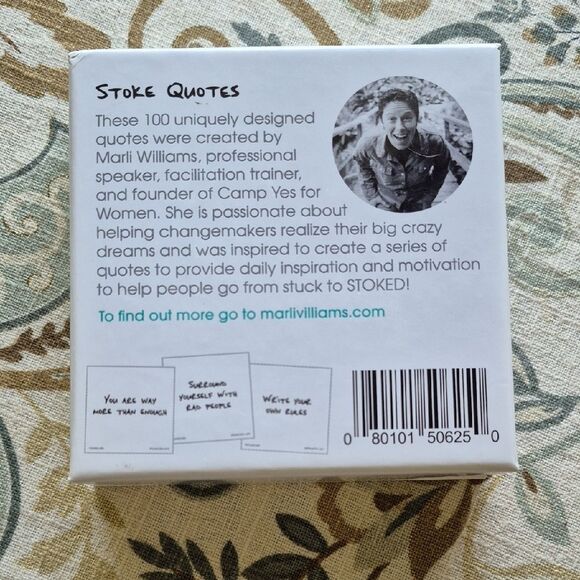 STOKE QUOTES
These 100 uniquely designed
quotes were created by
Marli Williams, professional
speaker, facilitation trainer,
and founder of Camp Yes for
Women. She is passionate about
helping changemakers realize their big crazy
dreams and was inspired to create a series of
quotes to provide daily inspiration and motivation
to help people go from stuck to STOKED!
To find out more go to marlivilliams.com
YOU ARE WAY
MORE THAN ENOUGH
SURROUND
YOURSELF WITH
RAD PEOPLE
WRITE YOUR
OWN RULES
0 80101 50625 0